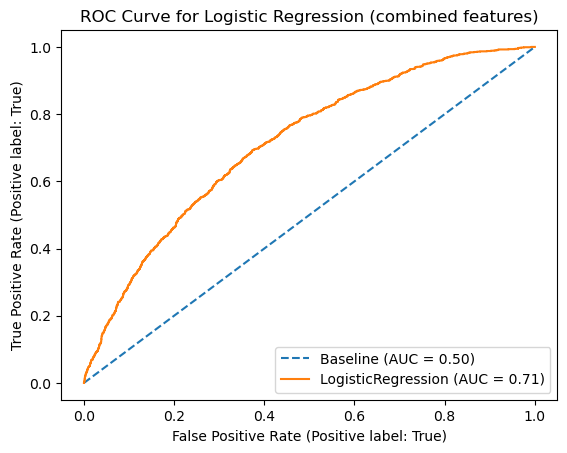 ROC Curve for Logistic Regression (combined features)
True Positive Rate (Positive label: True)
1.0
0.8
0.6
0.4
0.2
0.0
Baseline (AUC = 0.50)
LogisticRegression (AUC = 0.71)
0.0 0.2 0.4 0.6 0.8 1.0
False Positive Rate (Positive label: True)